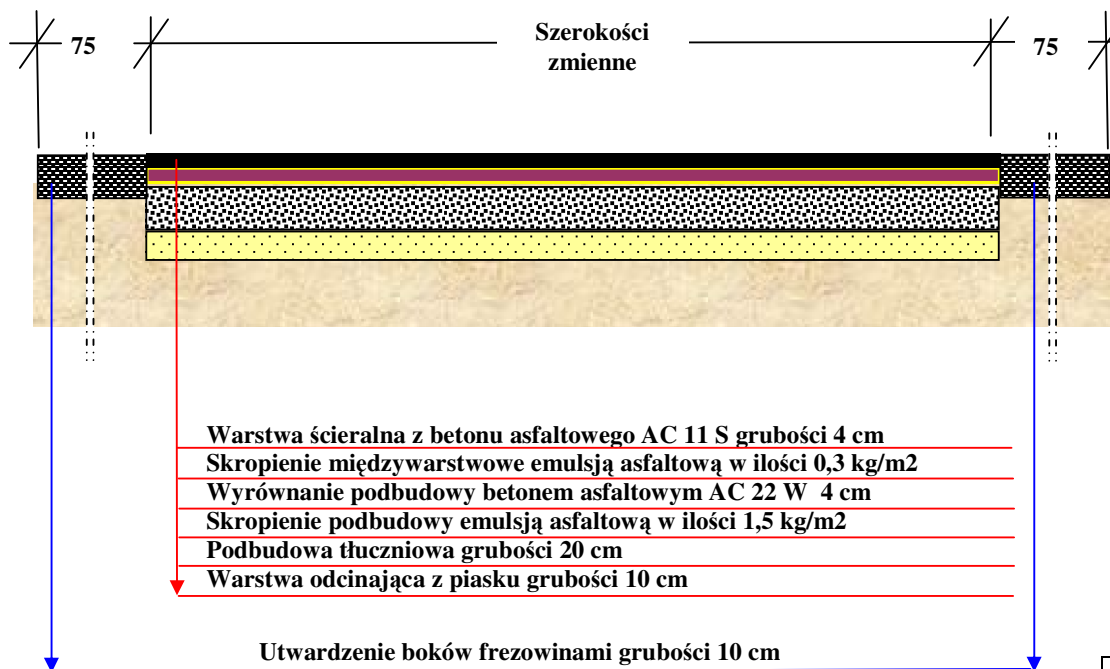 75
Szerokości
zmienne
75
Warstwa ścieralna z betonu asfaltowego AC 11 S grubości 4 cm
Skropienie międzywarstwowe emulsją asfaltową w ilości 0,3 kg/m2
Wyrównanie podbudowy betonem asfaltowym AC 22 W 4 cm
Skropienie podbudowy emulsją asfaltową w ilości 1,5 kg/m2
Podbudowa tłuczniowa grubości 20 cm
Warstwa odcinająca z piasku grubości 10 cm
Utwardzenie boków frezowinami grubości 10 cm